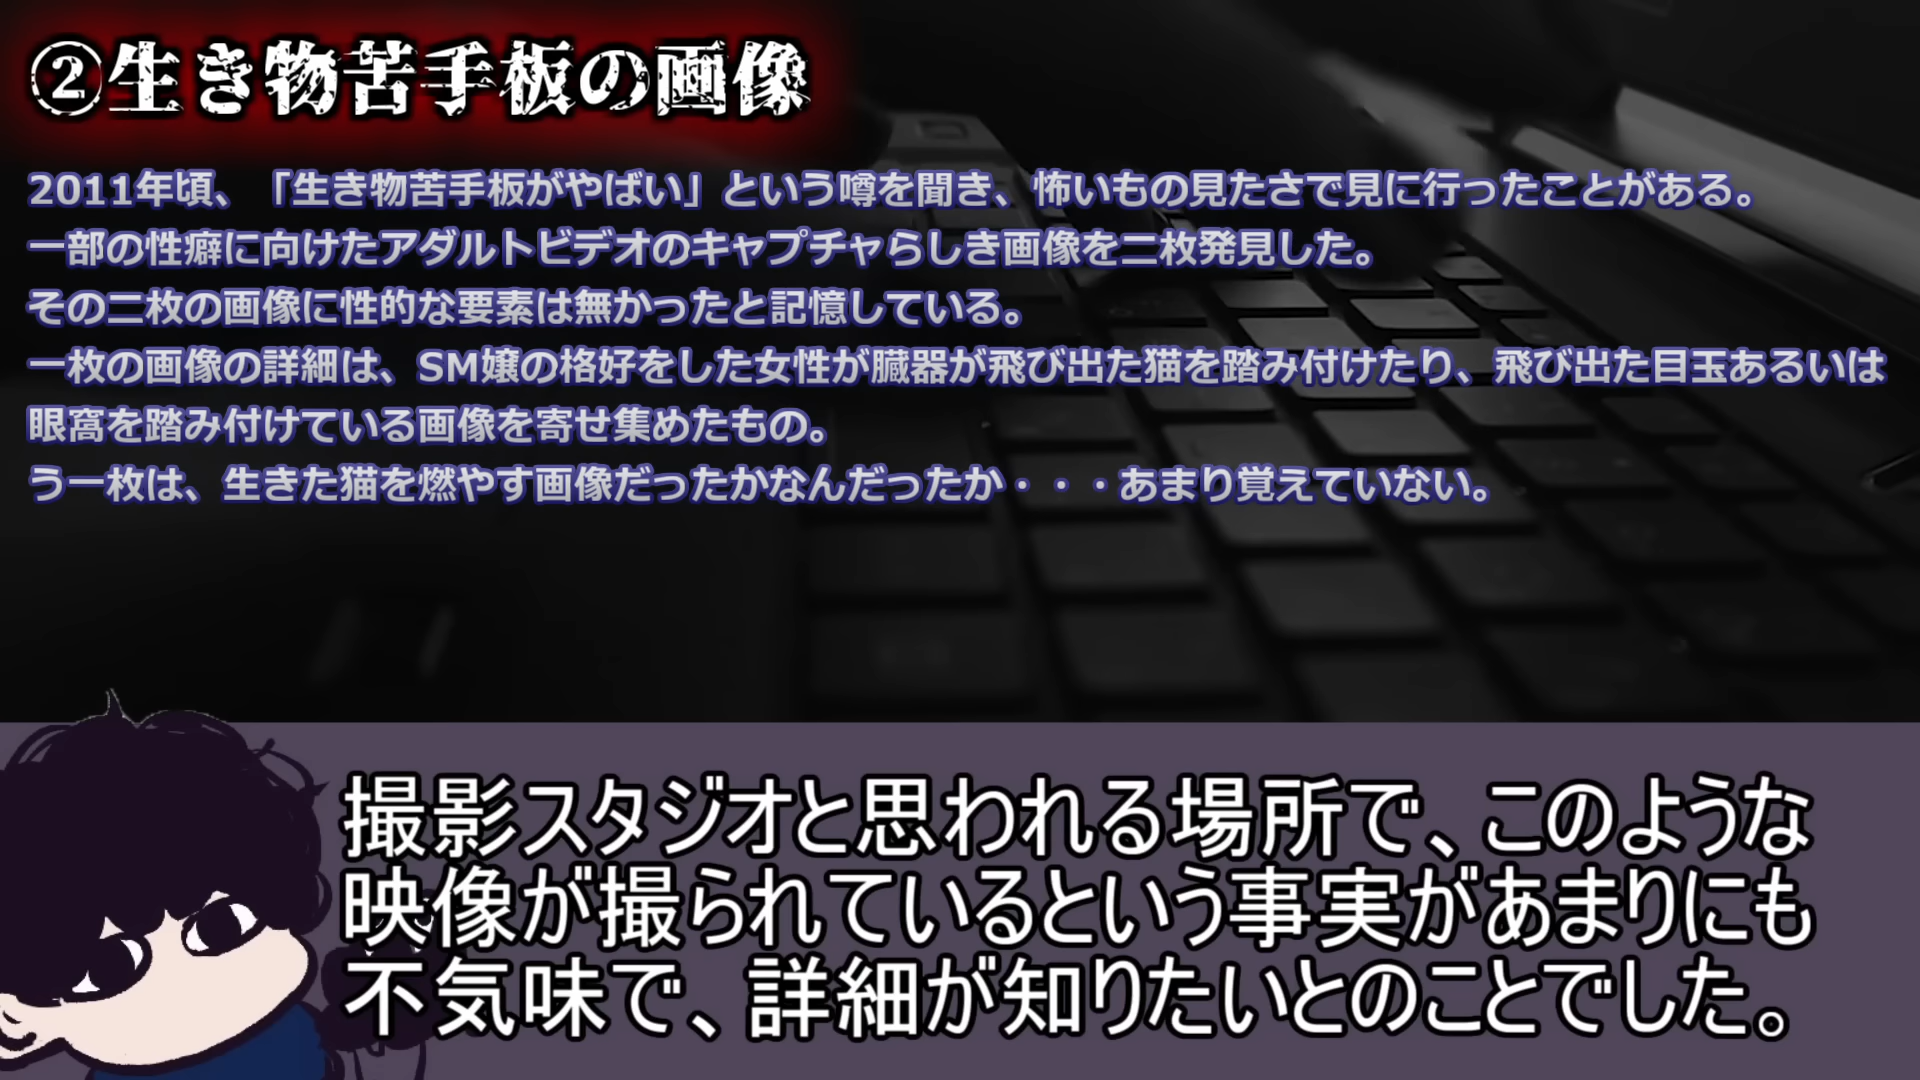 ②生き物苦手板の画像
2011年頃、「生き物苦手板がやばい」という噂を聞き、怖いもの見たさで見に行ったことがある。
一部の性癖に向けたアダルトビデオのキャプチャらしき画像を二枚発見した。
その二枚の画像に性的な要素は無かったと記憶している。
一枚の画像の詳細は、SM嬢の格好をした女性が臓器が飛び出た猫を踏み付けたり、飛び出た目玉あるいは
眼窩を踏み付けている画像を寄せ集めたもの。
う一枚は、生きた猫を燃やす画像だったかなんだったか・・・あまり覚えていない。
撮影スタジオと思われる場所で、このような
映像が撮られているという事実があまりにも
不気味で、詳細が知りたいとのことでした。